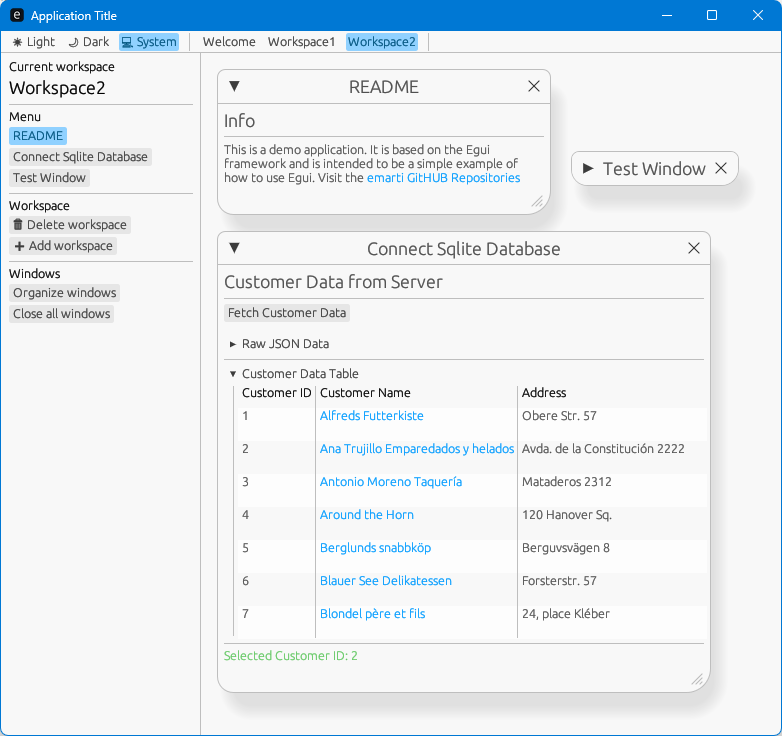 Application Title
Light Dark System Welcome Workspace1 Workspace2
Current workspace
Workspace2
Menu
README
Connect Sqlite Database
Test Window
Workspace
Delete workspace
Add workspace
Windows
Organize windows
Close all windows
README
Info
This is a demo application. It is based on the Egui
framework and is intended to be a simple example of
how to use Egui. Visit the emarti GitHUB Repositories
Test Window
Connect Sqlite Database
Customer Data from Server
Fetch Customer Data
Raw JSON Data
Customer Data Table
Customer ID Customer Name Address
1 Alfreds Futterkiste Obere Str. 57
2 Ana Trujillo Emparedados y helados Avda. de la Constitución 2222
3 Antonio Moreno Taquería Mataderos 2312
4 Around the Horn 120 Hanover Sq.
5 Berglunds snabbköp Berguvsvägen 8
6 Blauer See Delikatessen Forsterstr. 57
7 Blondel père et fils 24, place Kléber
Selected Customer ID: 2